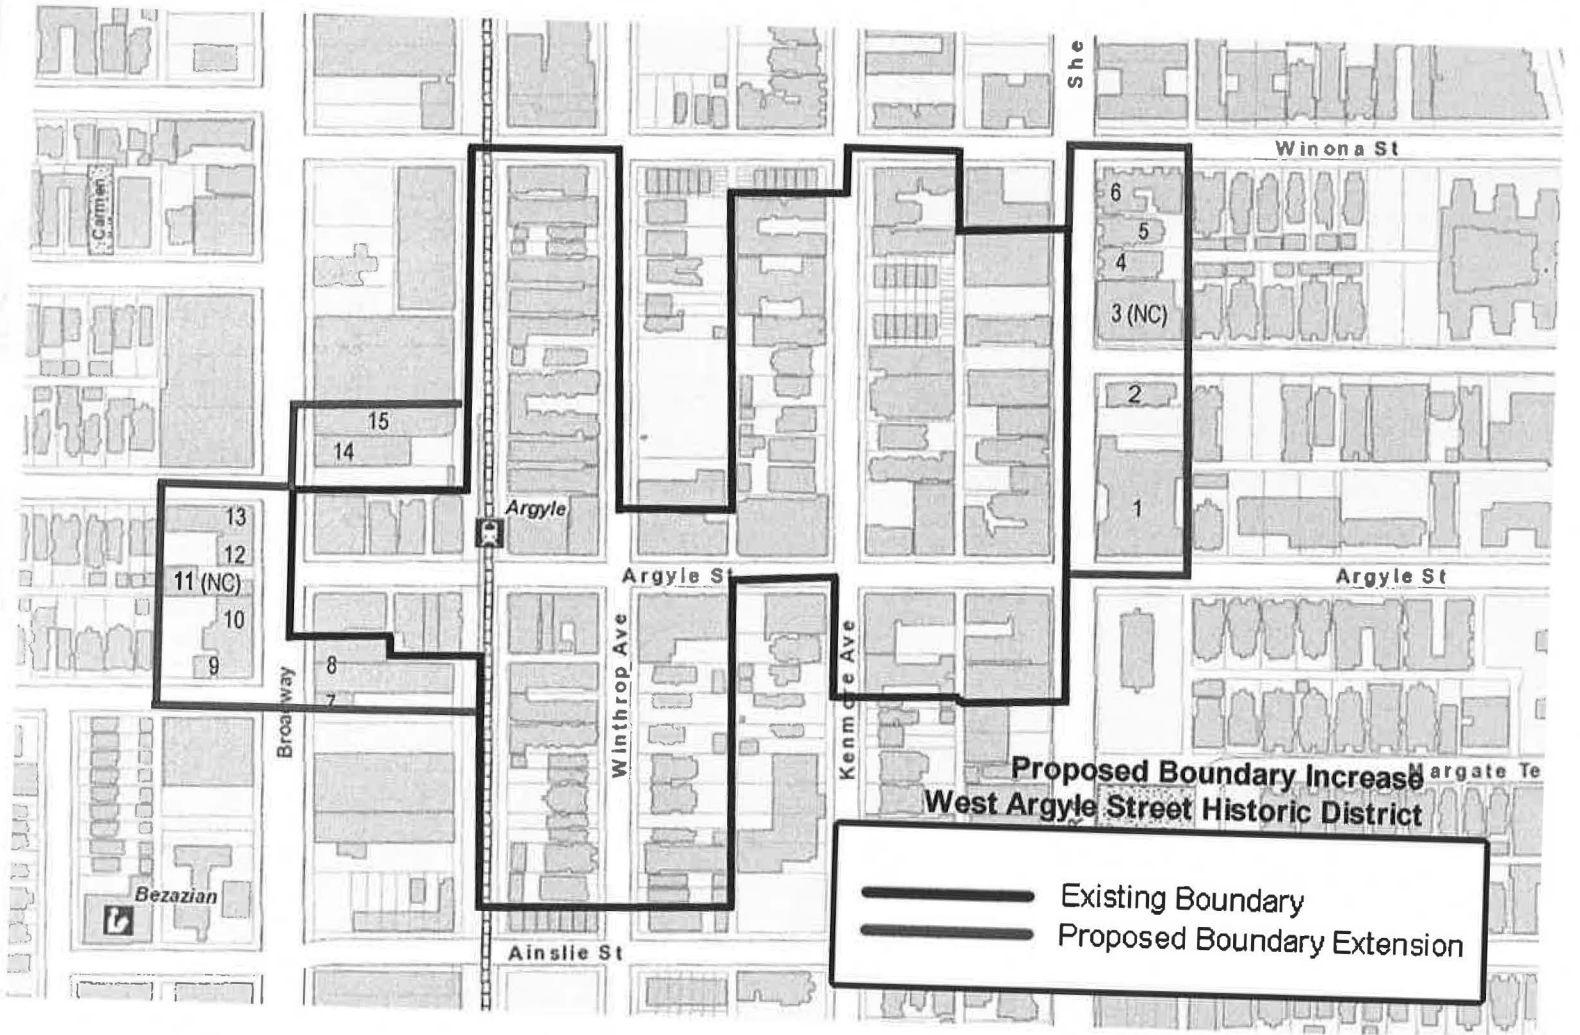 She
Winona St
Carmen
6
5
4
3 (NC)
2
1
15
14
Argyle
13
12
11 (NC)
10
9
8
7
Argyle St
Argyle St
Winthrop Ave
Kenmore Ave
Broadway
Margate Te
Proposed Boundary Increase
West Argyle Street Historic District
Existing Boundary
Proposed Boundary Extension
Bezazian
Ainslie St